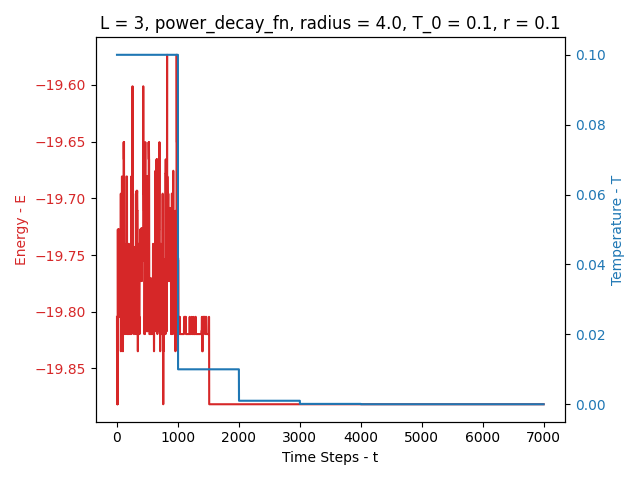 L = 3, power_decay_fn, radius = 4.0, T_0 = 0.1, r = 0.1
Energy - E
−19.60
−19.65
−19.70
−19.75
−19.80
−19.85
0.10
0.08
0.06
0.04
0.02
0.00
Temperature - T
0 1000 2000 3000 4000 5000 6000 7000
Time Steps - t